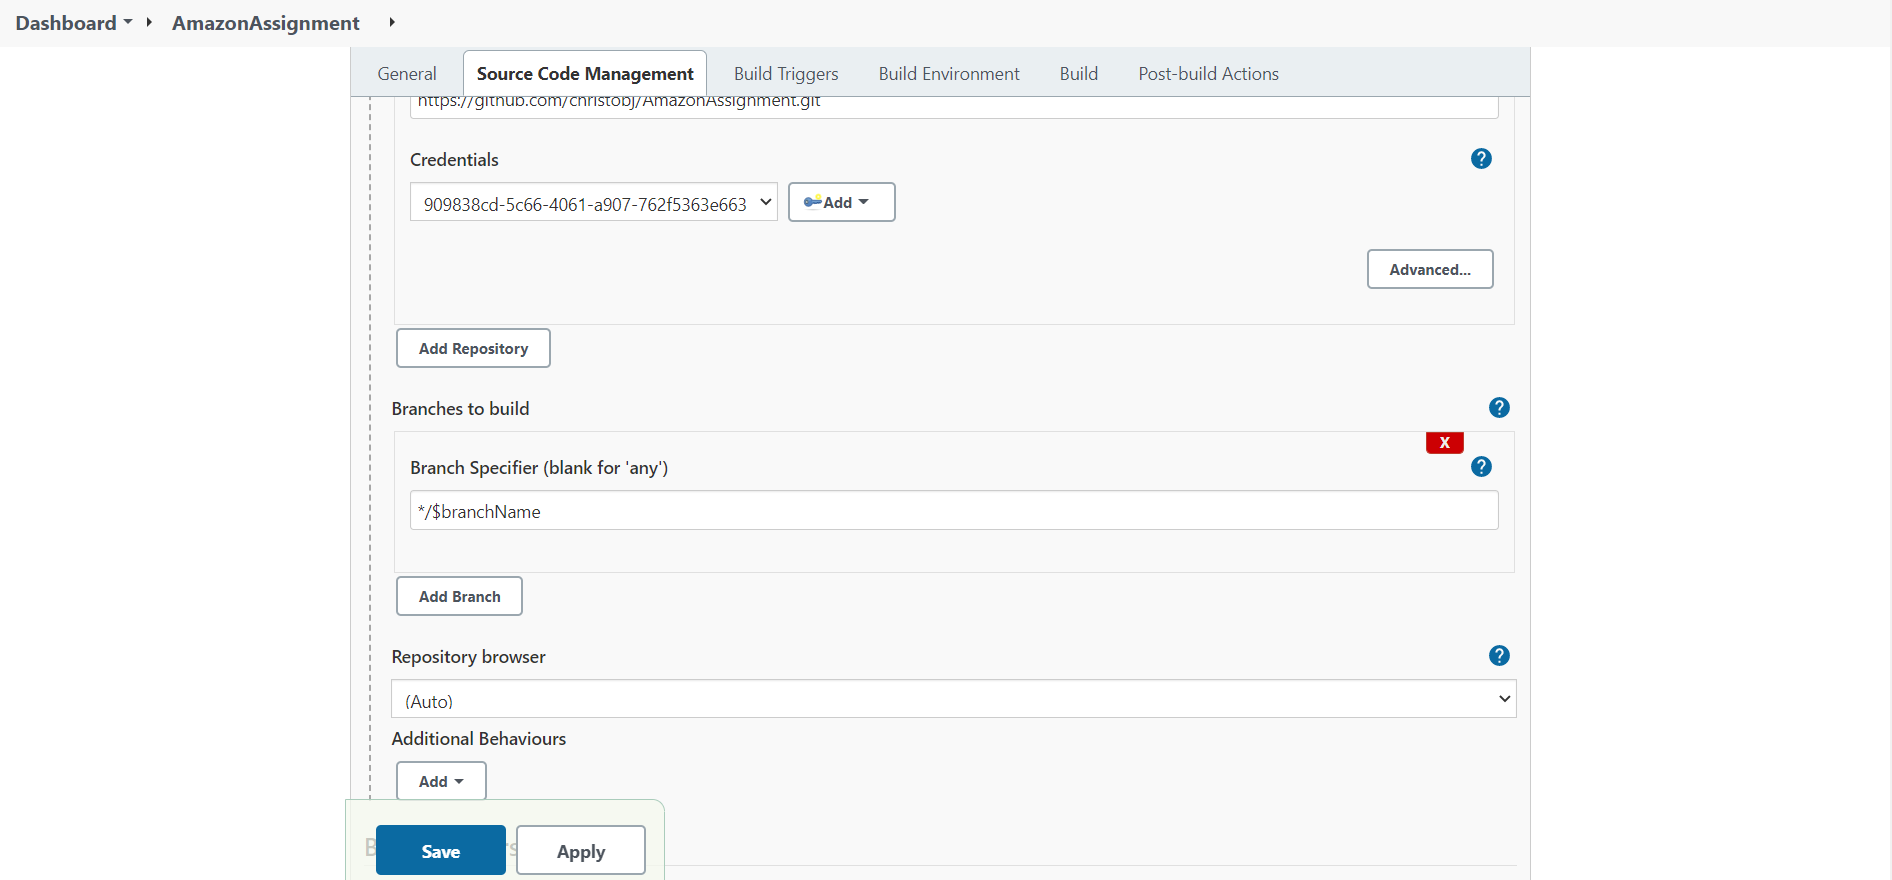 Dashboard AmazonAssignment
General Source Code Management Build Triggers Build Environment Build Post-build Actions
https://github.com/christobj/AmazonAssignment.git
Credentials
909838cd-5c66-4061-a907-762f5363e663 Add
Advanced...
Add Repository
Branches to build
X
Branch Specifier (blank for 'any')
*/$branchName
Add Branch
Repository browser
(Auto)
Additional Behaviours
Add
Save Apply